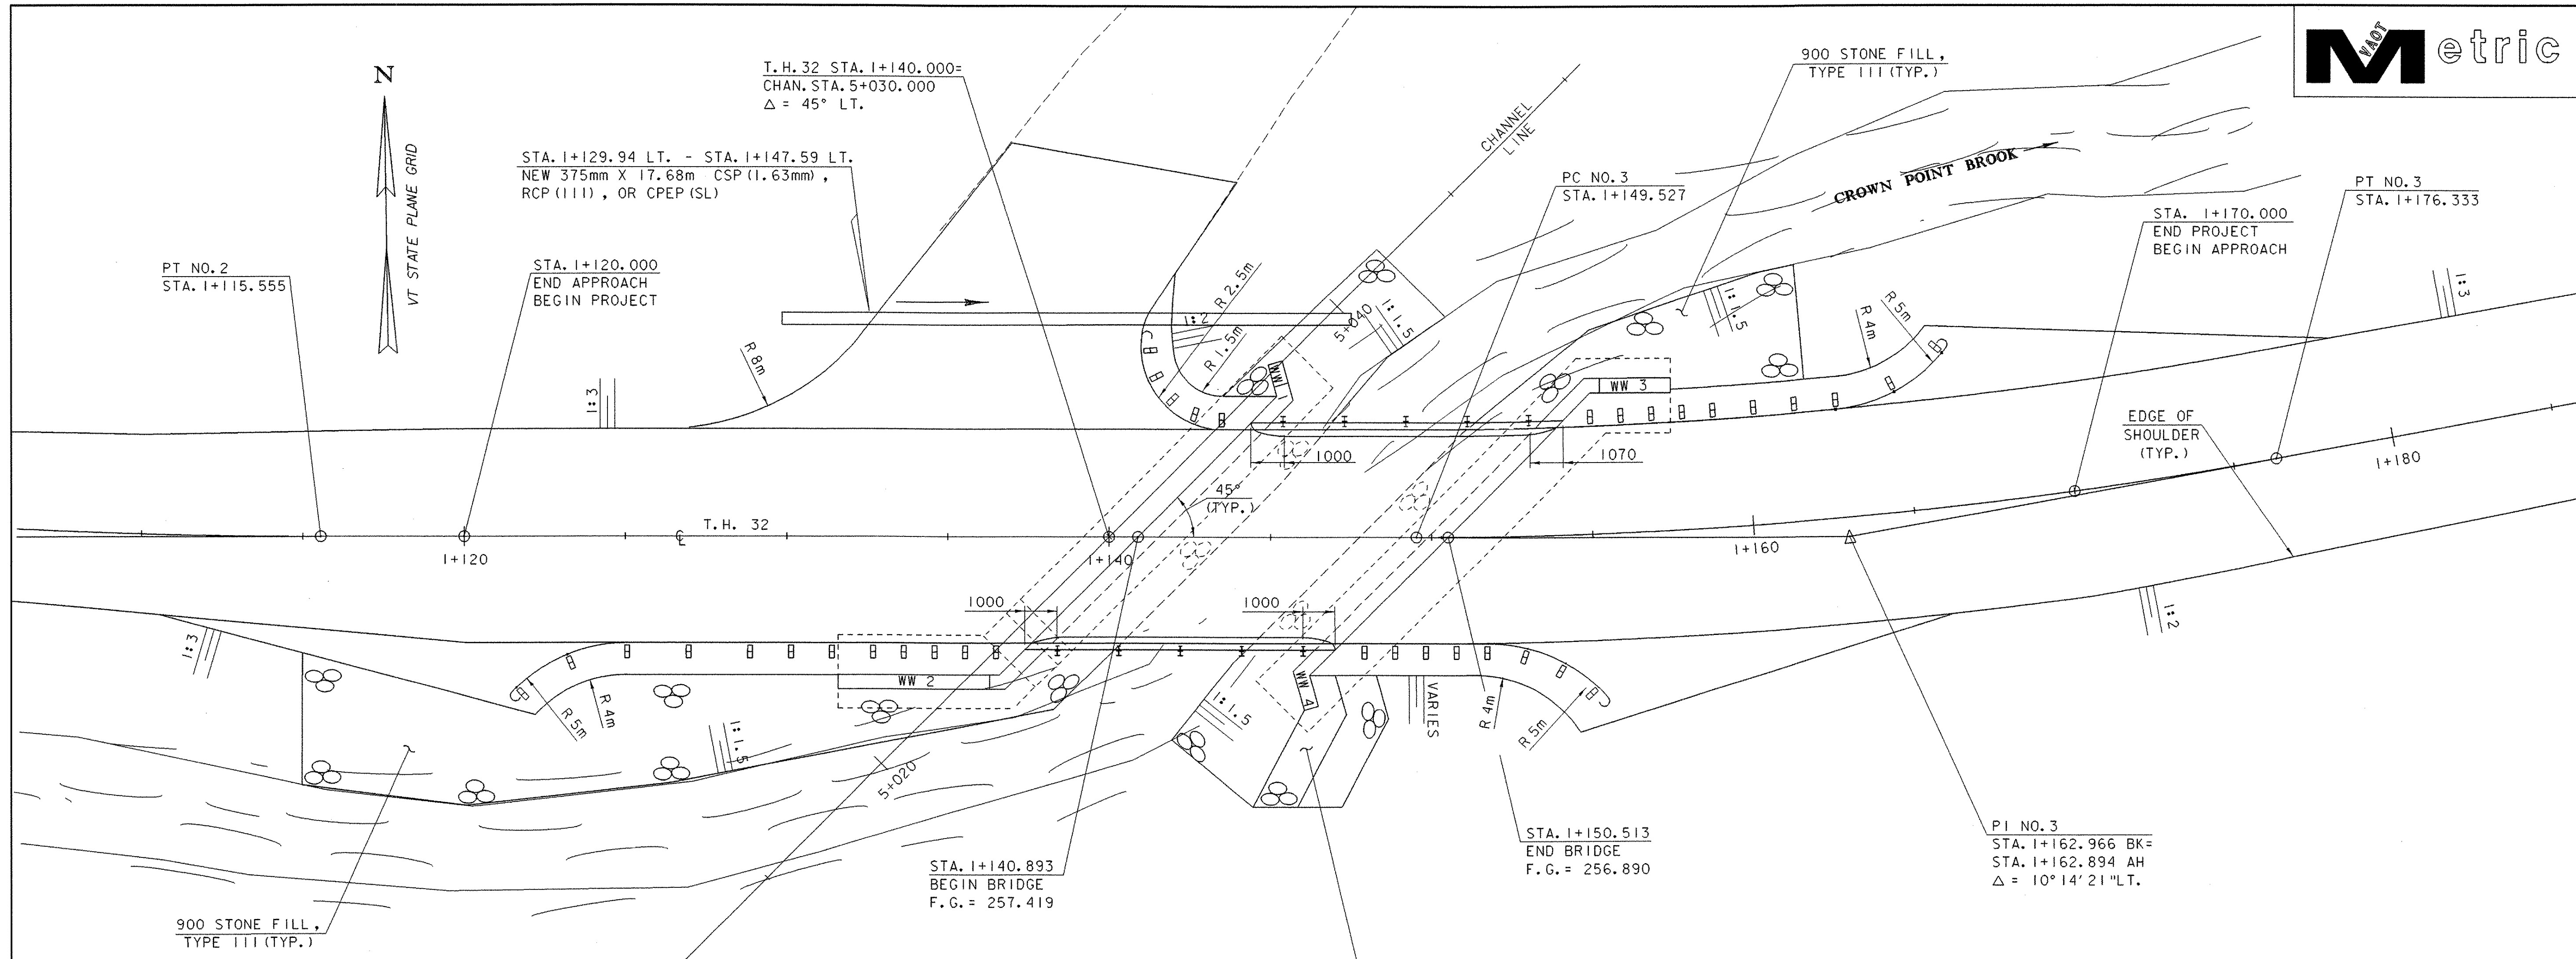 VAOT
Metric
N
VT STATE PLANE GRID
T.H.32 STA.1+140.000=
CHAN.STA.5+030.000
Δ = 45° LT.
900 STONE FILL,
TYPE III (TYP.)
CHANNEL
LINE
CROWN POINT BROOK
STA.1+129.94 LT. - STA.1+147.59 LT.
NEW 375mm X 17.68m CSP (1.63mm),
RCP (III), OR CPEP (SL)
PC NO.3
STA.1+149.527
PT NO.3
STA.1+176.333
STA. 1+170.000
END PROJECT
BEGIN APPROACH
PT NO.2
STA.1+115.555
STA.1+120.000
END APPROACH
BEGIN PROJECT
R 8m
1:3
1:2
R 2.5m
R 1.5m
5+040
1:1.5
1:1.5
R 4m
R 5m
1:3
WW 1
WW 3
1000
1070
EDGE OF
SHOULDER
(TYP.)
1+180
45°
(TYP.)
T.H. 32
℄
1+120
1+140
1+160
1000
1000
1:3
WW 2
R 5m
R 4m
1:1.5
5+020
1:1.5
WW 4
VARIES
R 4m
R 5m
1:2
STA.1+140.893
BEGIN BRIDGE
F.G.= 257.419
STA.1+150.513
END BRIDGE
F.G.= 256.890
PI NO.3
STA.1+162.966 BK=
STA.1+162.894 AH
Δ = 10°14'21"LT.
900 STONE FILL,
TYPE III (TYP.)